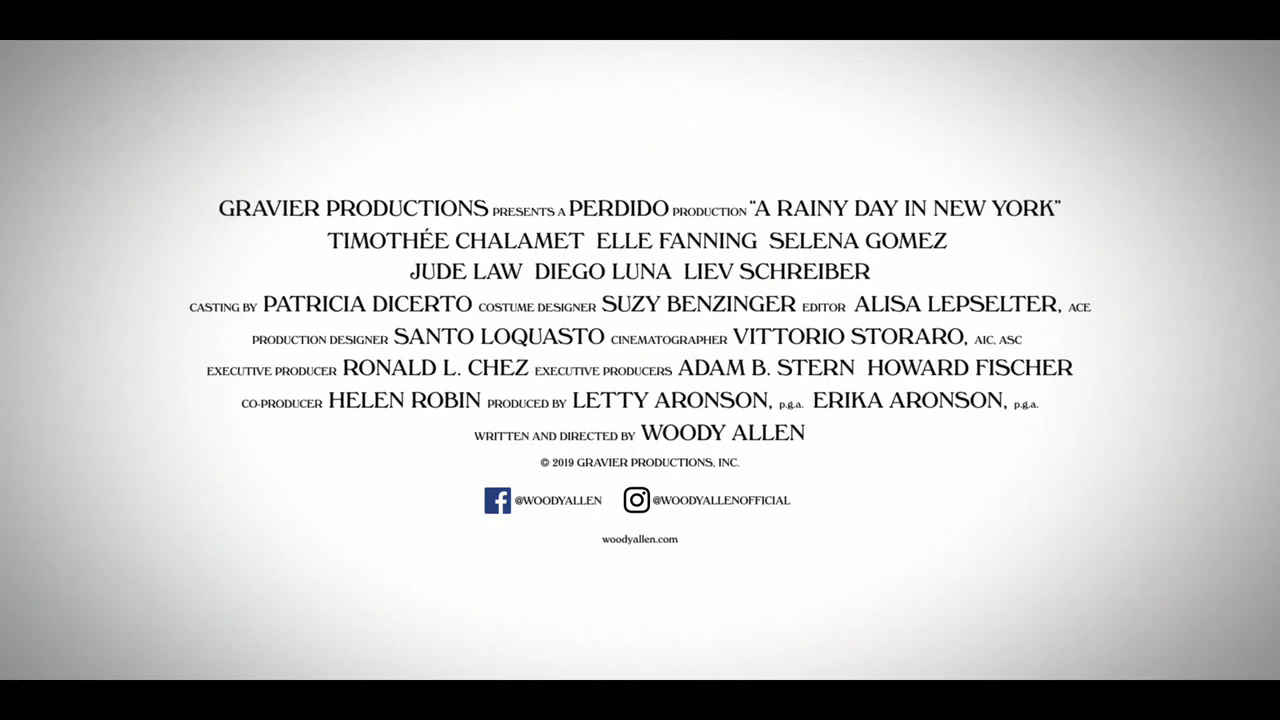 GRAVIER PRODUCTIONS PRESENTS A PERDIDO PRODUCTION “A RAINY DAY IN NEW YORK”
TIMOTHÉE CHALAMET ELLE FANNING SELENA GOMEZ
JUDE LAW DIEGO LUNA LIEV SCHREIBER
CASTING BY PATRICIA DICERTO COSTUME DESIGNER SUZY BENZINGER EDITOR ALISA LEPSELTER, ACE
PRODUCTION DESIGNER SANTO LOQUASTO CINEMATOGRAPHER VITTORIO STORARO, AIC, ASC
EXECUTIVE PRODUCER RONALD L. CHEZ EXECUTIVE PRODUCERS ADAM B. STERN HOWARD FISCHER
CO-PRODUCER HELEN ROBIN PRODUCED BY LETTY ARONSON, p.g.a. ERIKA ARONSON, p.g.a.
WRITTEN AND DIRECTED BY WOODY ALLEN
© 2019 GRAVIER PRODUCTIONS, INC.
@WOODYALLEN @WOODYALLENOFFICIAL
woodyallen.com